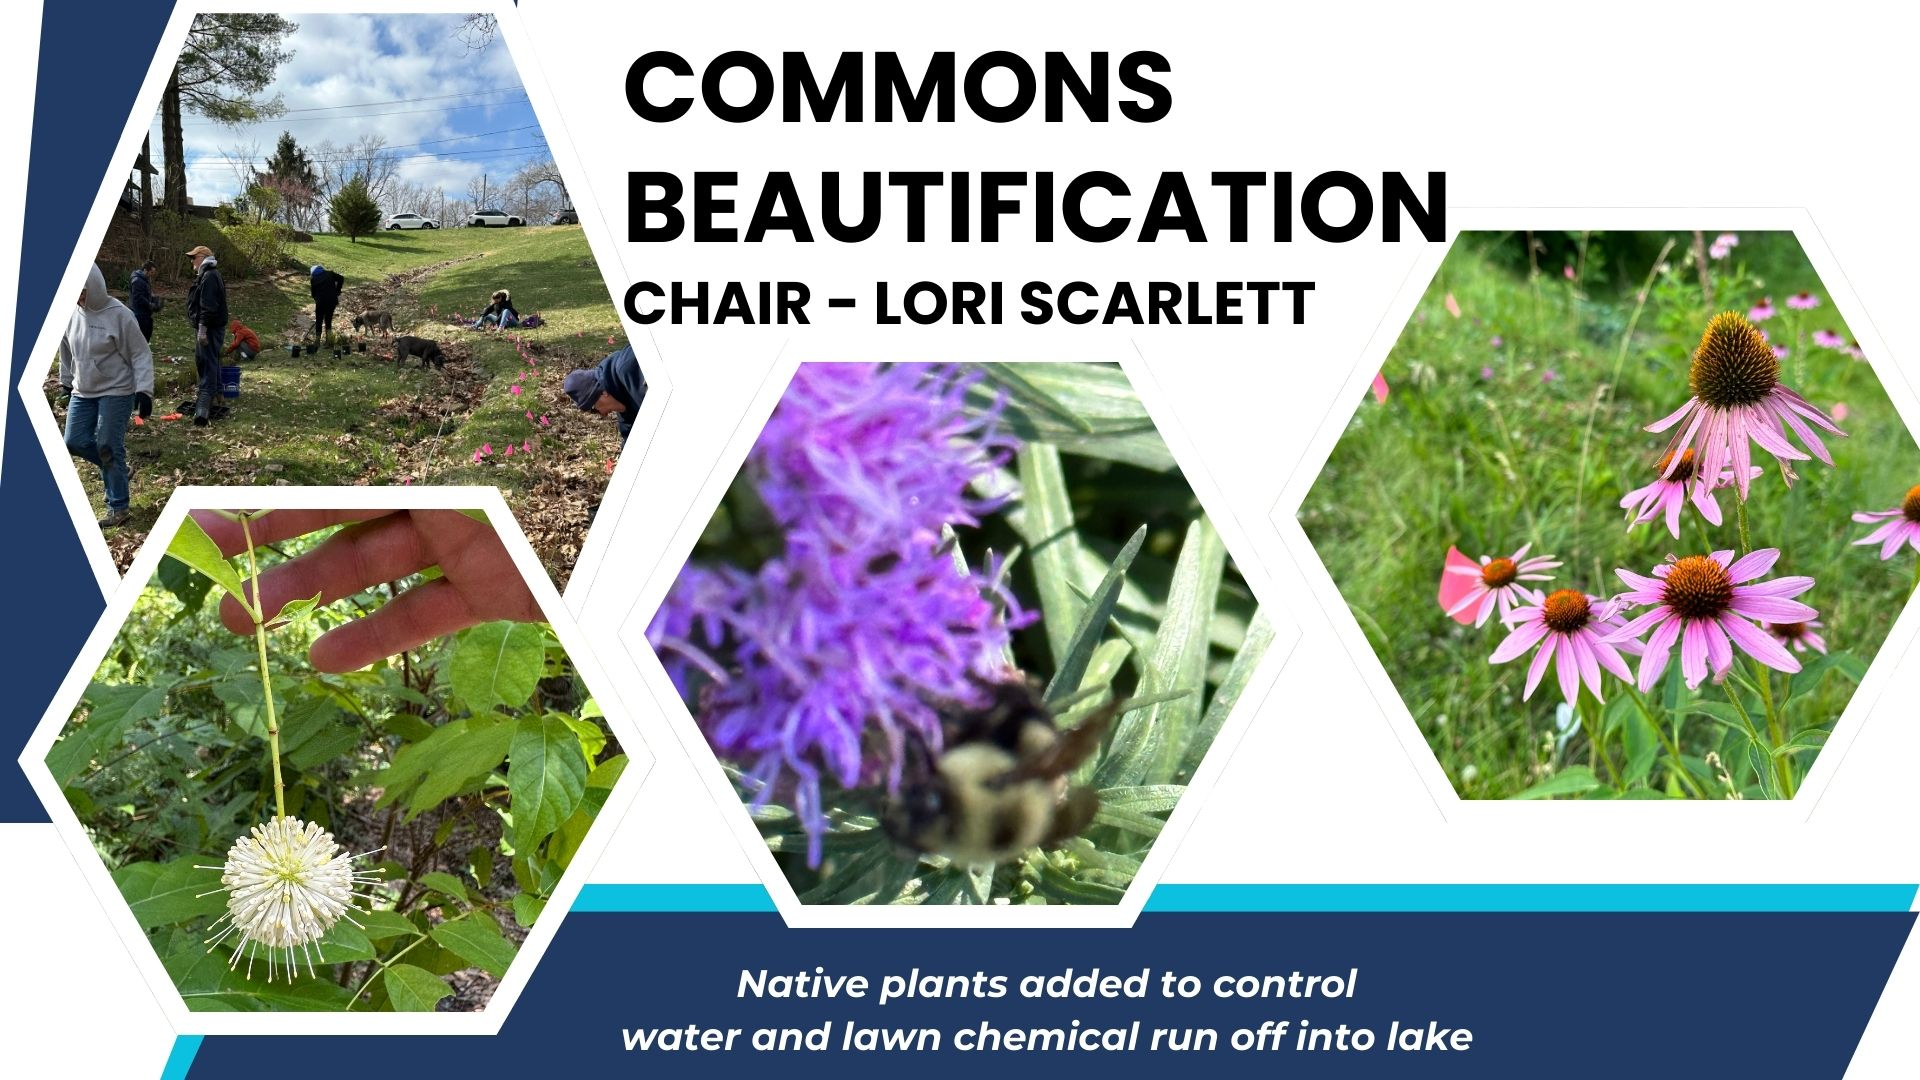 COMMONS
BEAUTIFICATION
CHAIR - LORI SCARLETT
Native plants added to control
water and lawn chemical run off into lake